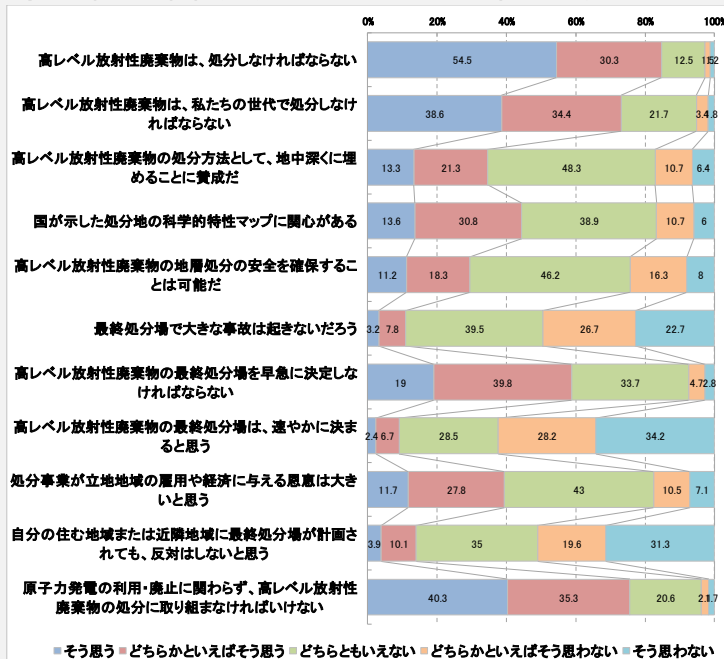 0% 20% 40% 60% 80% 100%
高レベル放射性廃棄物は、処分しなければならない
54.5 30.3 12.5 1.5 1.2
高レベル放射性廃棄物は、私たちの世代で処分しなけ
ればならない
38.6 34.4 21.7 3.4 1.8
高レベル放射性廃棄物の処分方法として、地中深くに埋
めることに賛成だ
13.3 21.3 48.3 10.7 6.4
国が示した処分地の科学的特性マップに関心がある
13.6 30.8 38.9 10.7 6
高レベル放射性廃棄物の地層処分の安全を確保するこ
とは可能だ
11.2 18.3 46.2 16.3 8
最終処分場で大きな事故は起きないだろう
3.2 7.8 39.5 26.7 22.7
高レベル放射性廃棄物の最終処分場を早急に決定しな
ければならない
19 39.8 33.7 4.7 2.8
高レベル放射性廃棄物の最終処分場は、速やかに決ま
ると思う
2.4 6.7 28.5 28.2 34.2
処分事業が立地地域の雇用や経済に与える恩恵は大き
いと思う
11.7 27.8 43 10.5 7.1
自分の住む地域または近隣地域に最終処分場が計画さ
れても、反対はしないと思う
3.9 10.1 35 19.6 31.3
原子力発電の利用・廃止に関わらず、高レベル放射性
廃棄物の処分に取り組まなければいけない
40.3 35.3 20.6 2.1 1.7
そう思う どちらかといえばそう思う どちらともいえない どちらかといえばそう思わない そう思わない